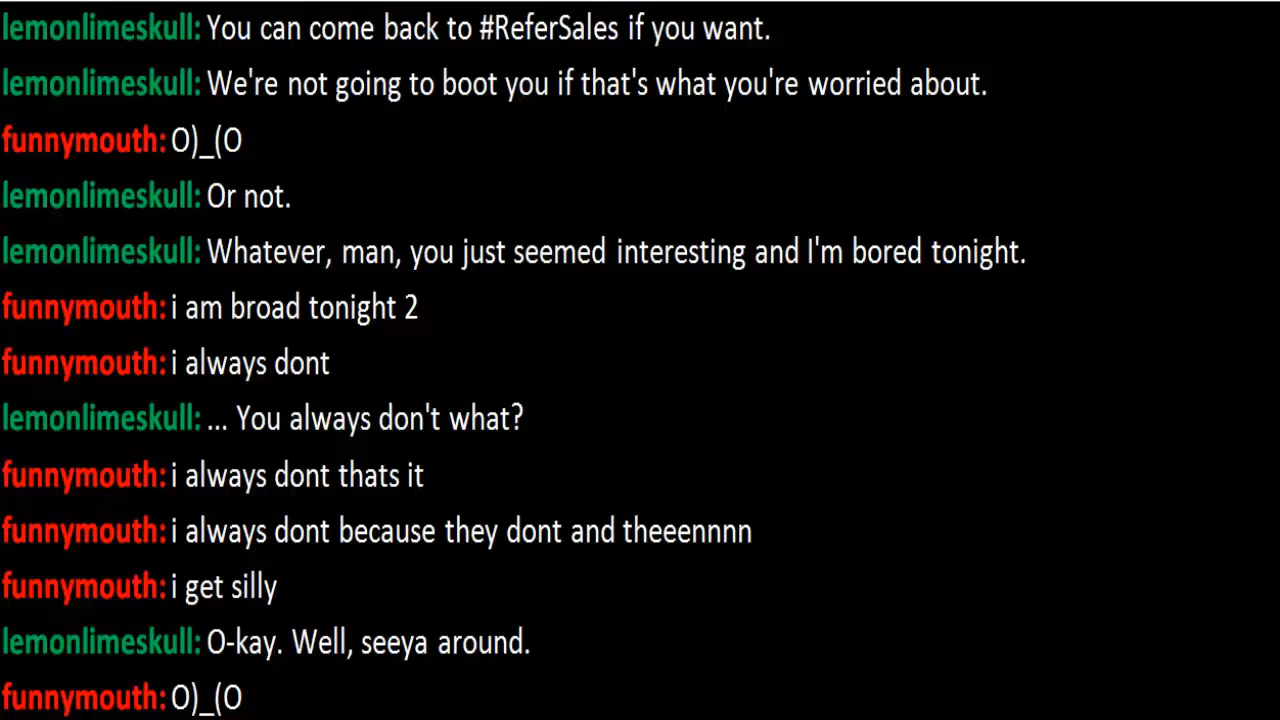 lemonlimeskull: You can come back to #ReferSales if you want.
lemonlimeskull: We're not going to boot you if that's what you're worried about.
funnymouth: O)_(O
lemonlimeskull: Or not.
lemonlimeskull: Whatever, man, you just seemed interesting and I'm bored tonight.
funnymouth: i am broad tonight 2
funnymouth: i always dont
lemonlimeskull: ... You always don't what?
funnymouth: i always dont thats it
funnymouth: i always dont because they dont and theeennnn
funnymouth: i get silly
lemonlimeskull: O-kay. Well, seeya around.
funnymouth: O)_(O